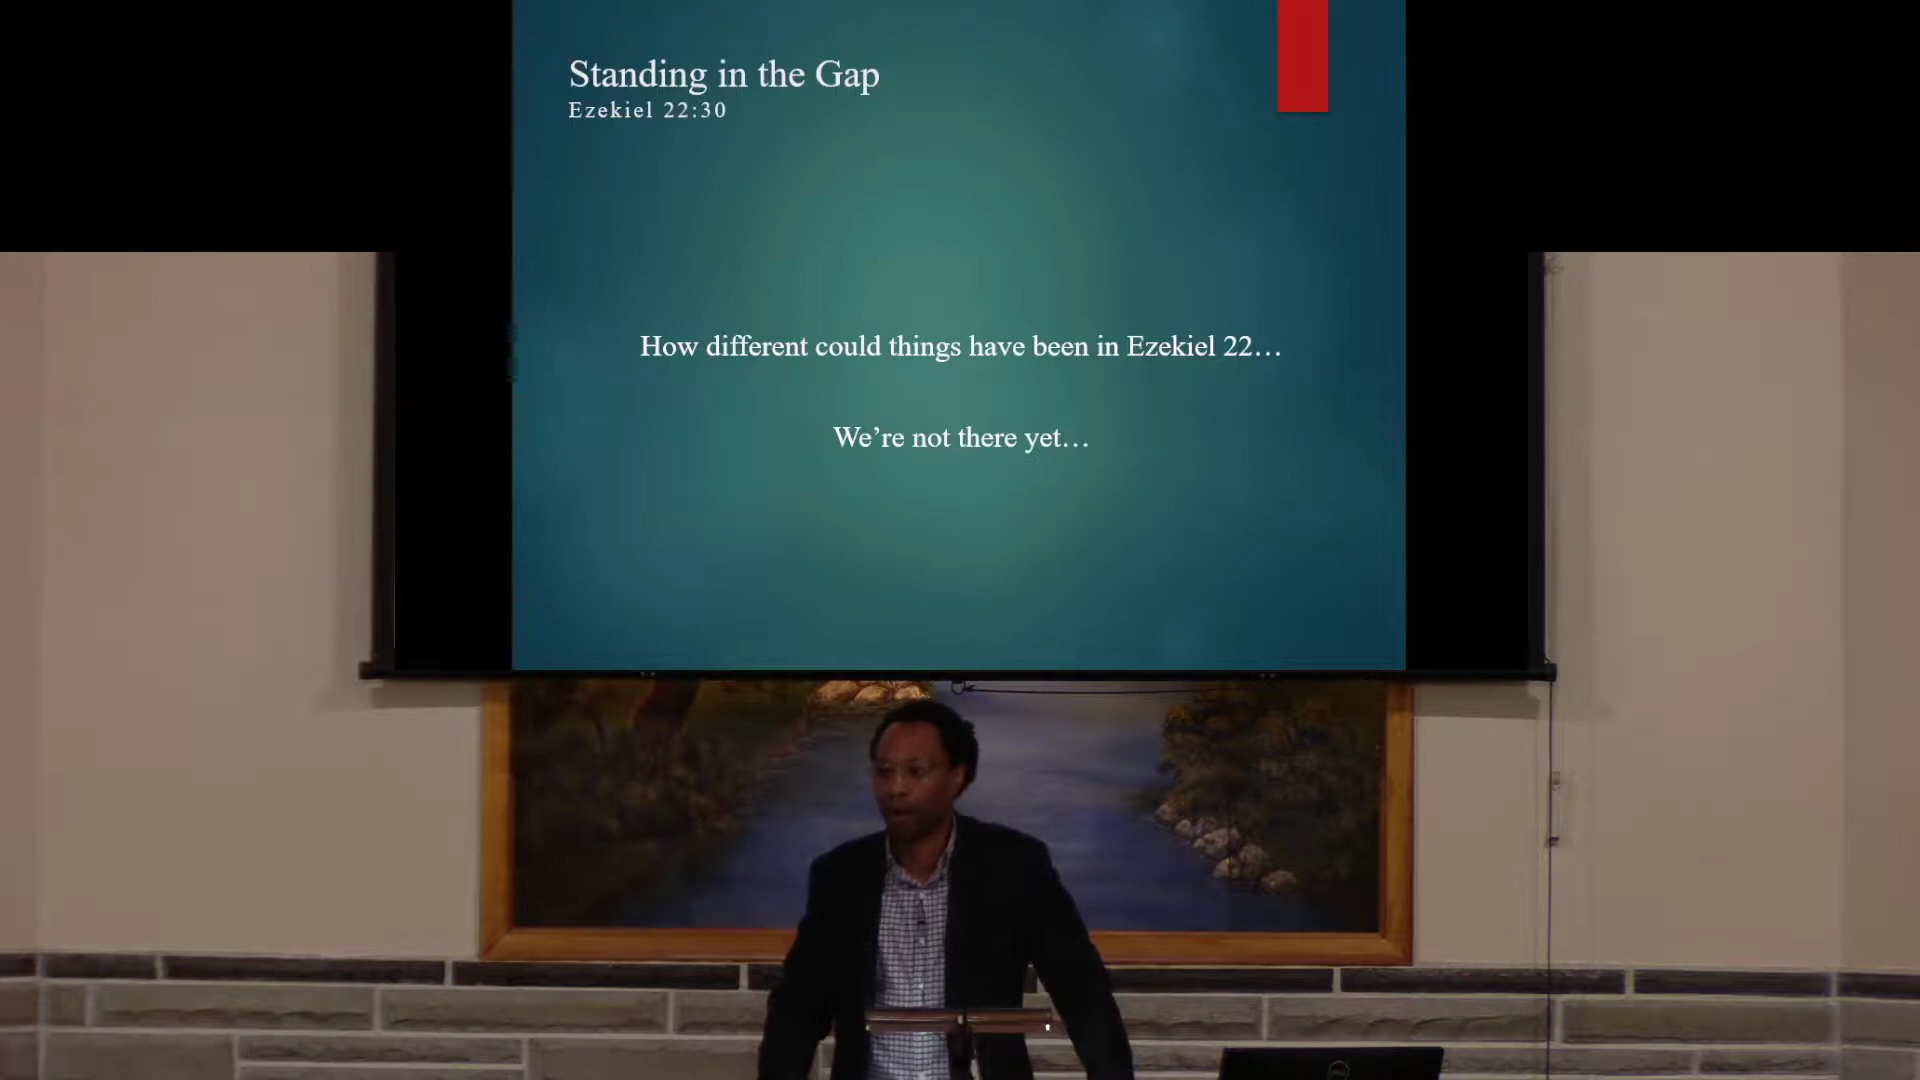 Standing in the Gap
Ezekiel 22:30
How different could things have been in Ezekiel 22…
We’re not there yet…